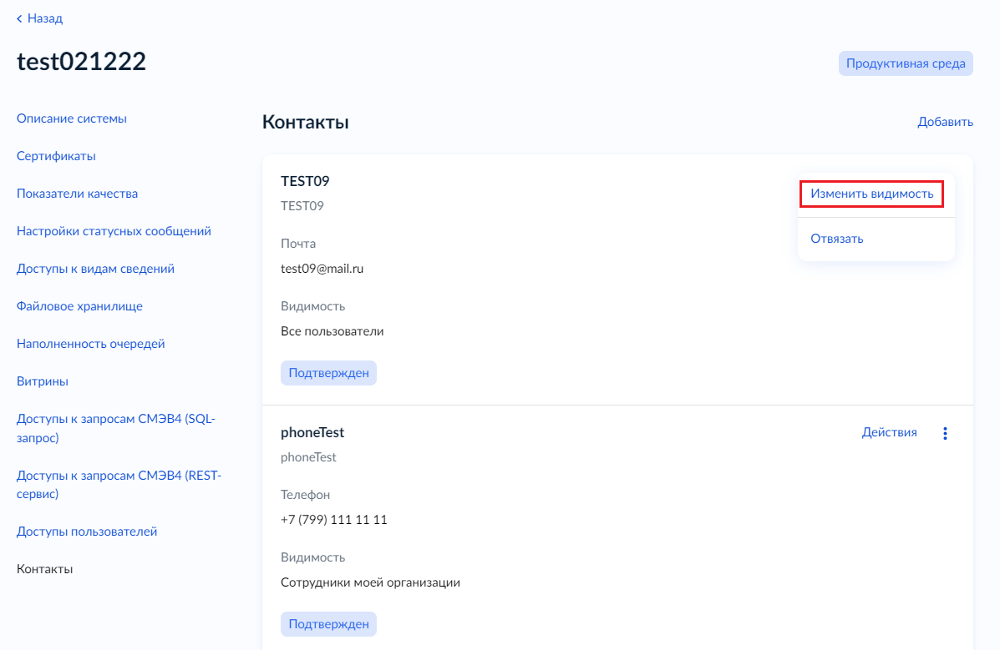 Назад
test021222
Продуктивная среда
Описание системы
Сертификаты
Показатели качества
Настройки статусных сообщений
Доступы к видам сведений
Файловое хранилище
Наполненность очередей
Витрины
Доступы к запросам СМЭВ4 (SQL-
запрос)
Доступы к запросам СМЭВ4 (REST-
сервис)
Доступы пользователей
Контакты
Контакты
Добавить
TEST09
TEST09
Изменить видимость
Отвязать
Почта
test09@mail.ru
Видимость
Все пользователи
Подтвержден
phoneTest
Действия
phoneTest
Телефон
+7 (799) 111 11 11
Видимость
Сотрудники моей организации
Подтвержден